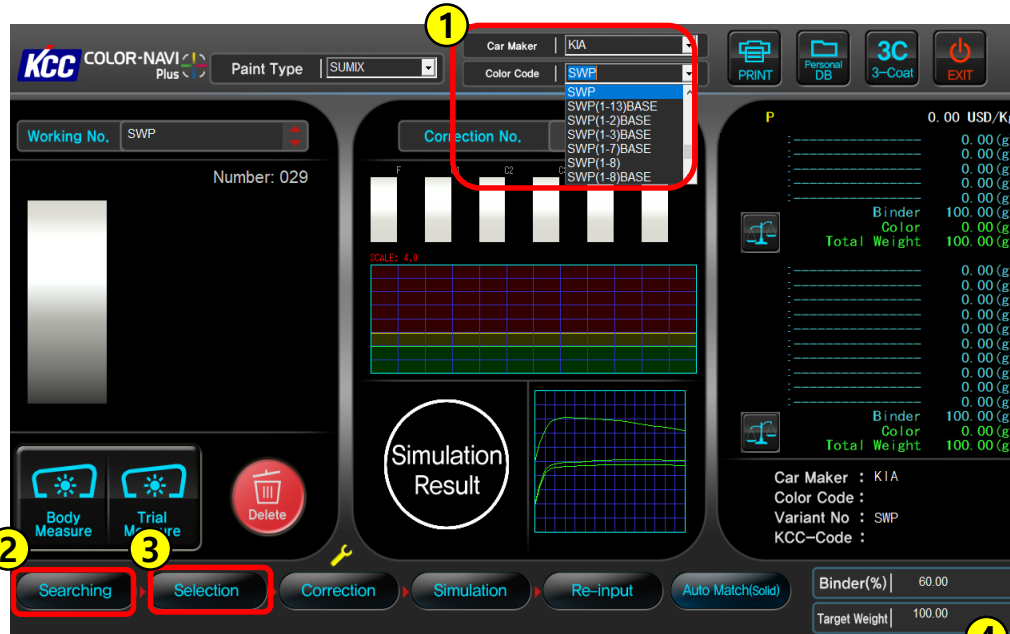 1
KCC COLOR-NAVI Plus
Paint Type SUMIX
Car Maker KIA
Color Code SWP
SWP
SWP(1-13)BASE
SWP(1-2)BASE
SWP(1-3)BASE
SWP(1-7)BASE
SWP(1-8)
SWP(1-8)BASE
PRINT
Personal DB
3C
3-Coat
EXIT
Working No. SWP
Number: 029
Correction No.
F C1 C2
SCALE: 4.0
Simulation
Result
P 0.00 USD/Kg
0.00(g
0.00(g
0.00(g
0.00(g
0.00(g
Binder 100.00(g
Color 0.00(g
Total Weight 100.00(g
0.00(g
0.00(g
0.00(g
0.00(g
0.00(g
0.00(g
0.00(g
0.00(g
0.00(g
0.00(g
Binder 100.00(g
Color 0.00(g
Total Weight 100.00(g
Car Maker : KIA
Color Code :
Variant No : SWP
KCC-Code :
Body
Measure
Trial
Measure
Delete
2
3
Searching
Selection
Correction
Simulation
Re-input
Auto Match(Solid)
Binder(%) 60.00
Target Weight 100.00
4